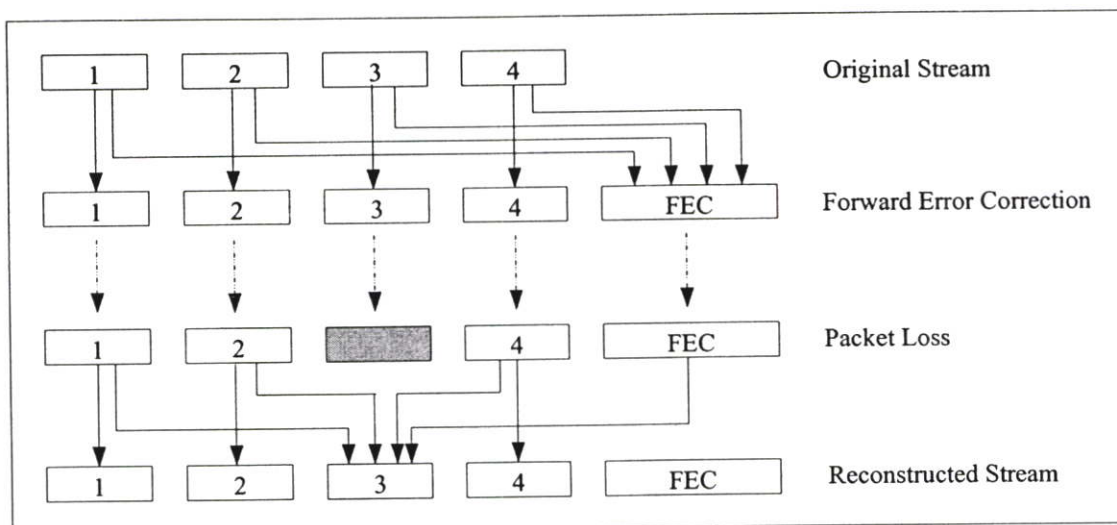 1 2 3 4 Original Stream
1 2 3 4 FEC Forward Error Correction
1 2 4 FEC Packet Loss
1 2 3 4 FEC Reconstructed Stream